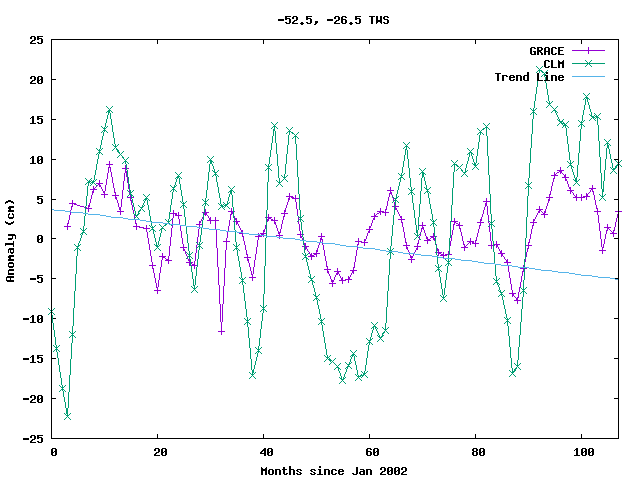 -52.5, -26.5 TWS
GRACE
CLM
Trend Line
25
20
15
10
5
0
-5
-10
-15
-20
-25
Anomaly (cm)
0 20 40 60 80 100
Months since Jan 2002